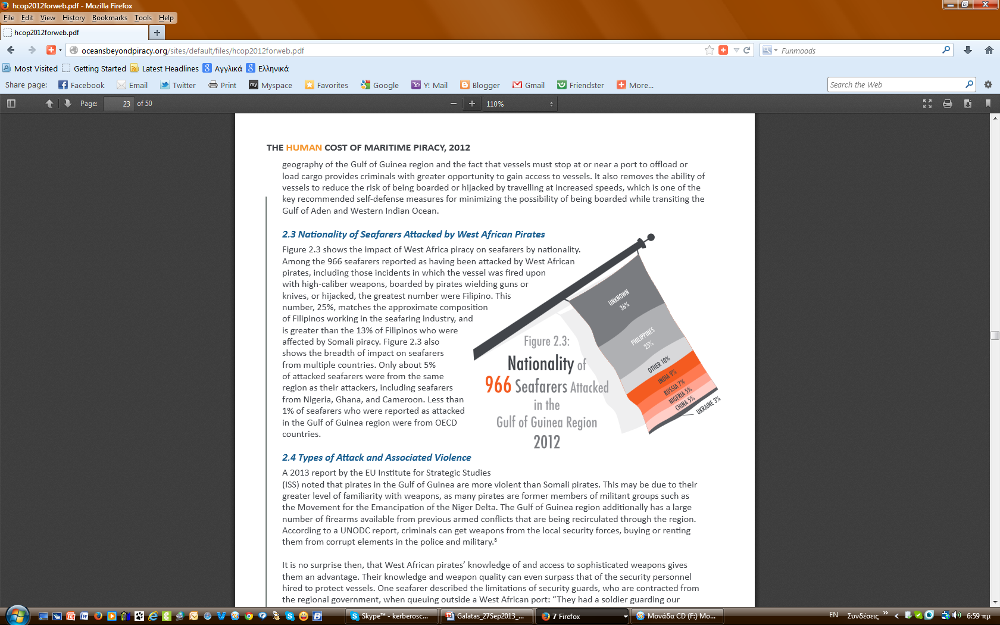 hcop2012forweb.pdf - Mozilla Firefox
File Edit View History Bookmarks Tools Help
hcop2012forweb.pdf
oceansbeyondpiracy.org/sites/default/files/hcop2012forweb.pdf
Funmoods
Most Visited Getting Started Latest Headlines Αγγλικά Ελληνικά
Share page: Facebook Email Twitter Print Myspace Favorites Google Y! Mail Blogger Gmail Friendster More...
Search the Web
Page: 23 of 50
110%
THE HUMAN COST OF MARITIME PIRACY, 2012
geography of the Gulf of Guinea region and the fact that vessels must stop at or near a port to offload or
load cargo provides criminals with greater opportunity to gain access to vessels. It also removes the ability of
vessels to reduce the risk of being boarded or hijacked by travelling at increased speeds, which is one of the
key recommended self-defense measures for minimizing the possibility of being boarded while transiting the
Gulf of Aden and Western Indian Ocean.
2.3 Nationality of Seafarers Attacked by West African Pirates
Figure 2.3 shows the impact of West Africa piracy on seafarers by nationality.
Among the 966 seafarers reported as having been attacked by West African
pirates, including those incidents in which the vessel was fired upon
with high-caliber weapons, boarded by pirates wielding guns or
knives, or hijacked, the greatest number were Filipino. This
number, 25%, matches the approximate composition
of Filipinos working in the seafaring industry, and
is greater than the 13% of Filipinos who were
affected by Somali piracy. Figure 2.3 also
shows the breadth of impact on seafarers
from multiple countries. Only about 5%
of attacked seafarers were from the same
region as their attackers, including seafarers
from Nigeria, Ghana, and Cameroon. Less than
1% of seafarers who were reported as attacked
in the Gulf of Guinea region were from OECD
countries.
UNKNOWN
36%
PHILIPPINES
25%
OTHER 10%
INDIA 9%
RUSSIA 7%
NIGERIA 5%
CHINA 5%
UKRAINE 3%
Figure 2.3:
Nationality of
966 Seafarers Attacked
in the
Gulf of Guinea Region
2012
2.4 Types of Attack and Associated Violence
A 2013 report by the EU Institute for Strategic Studies
(ISS) noted that pirates in the Gulf of Guinea are more violent than Somali pirates. This may be due to their
greater level of familiarity with weapons, as many pirates are former members of militant groups such as
the Movement for the Emancipation of the Niger Delta. The Gulf of Guinea region additionally has a large
number of firearms available from previous armed conflicts that are being recirculated through the region.
According to a UNODC report, criminals can get weapons from the local security forces, buying or renting
them from corrupt elements in the police and military.⁸
It is no surprise then, that West African pirates’ knowledge of and access to sophisticated weapons gives
them an advantage. Their knowledge and weapon quality can even surpass that of the security personnel
hired to protect vessels. One seafarer described the limitations of security guards, who are contracted from
the regional government, when queuing outside a West African port: “They had a soldier guarding our
Skype™ - kerberosc... Galatas_27Sep2013_... 7 Firefox Μονάδα CD (F:) Mo... EN Συνδέσεις 6:59 πμ